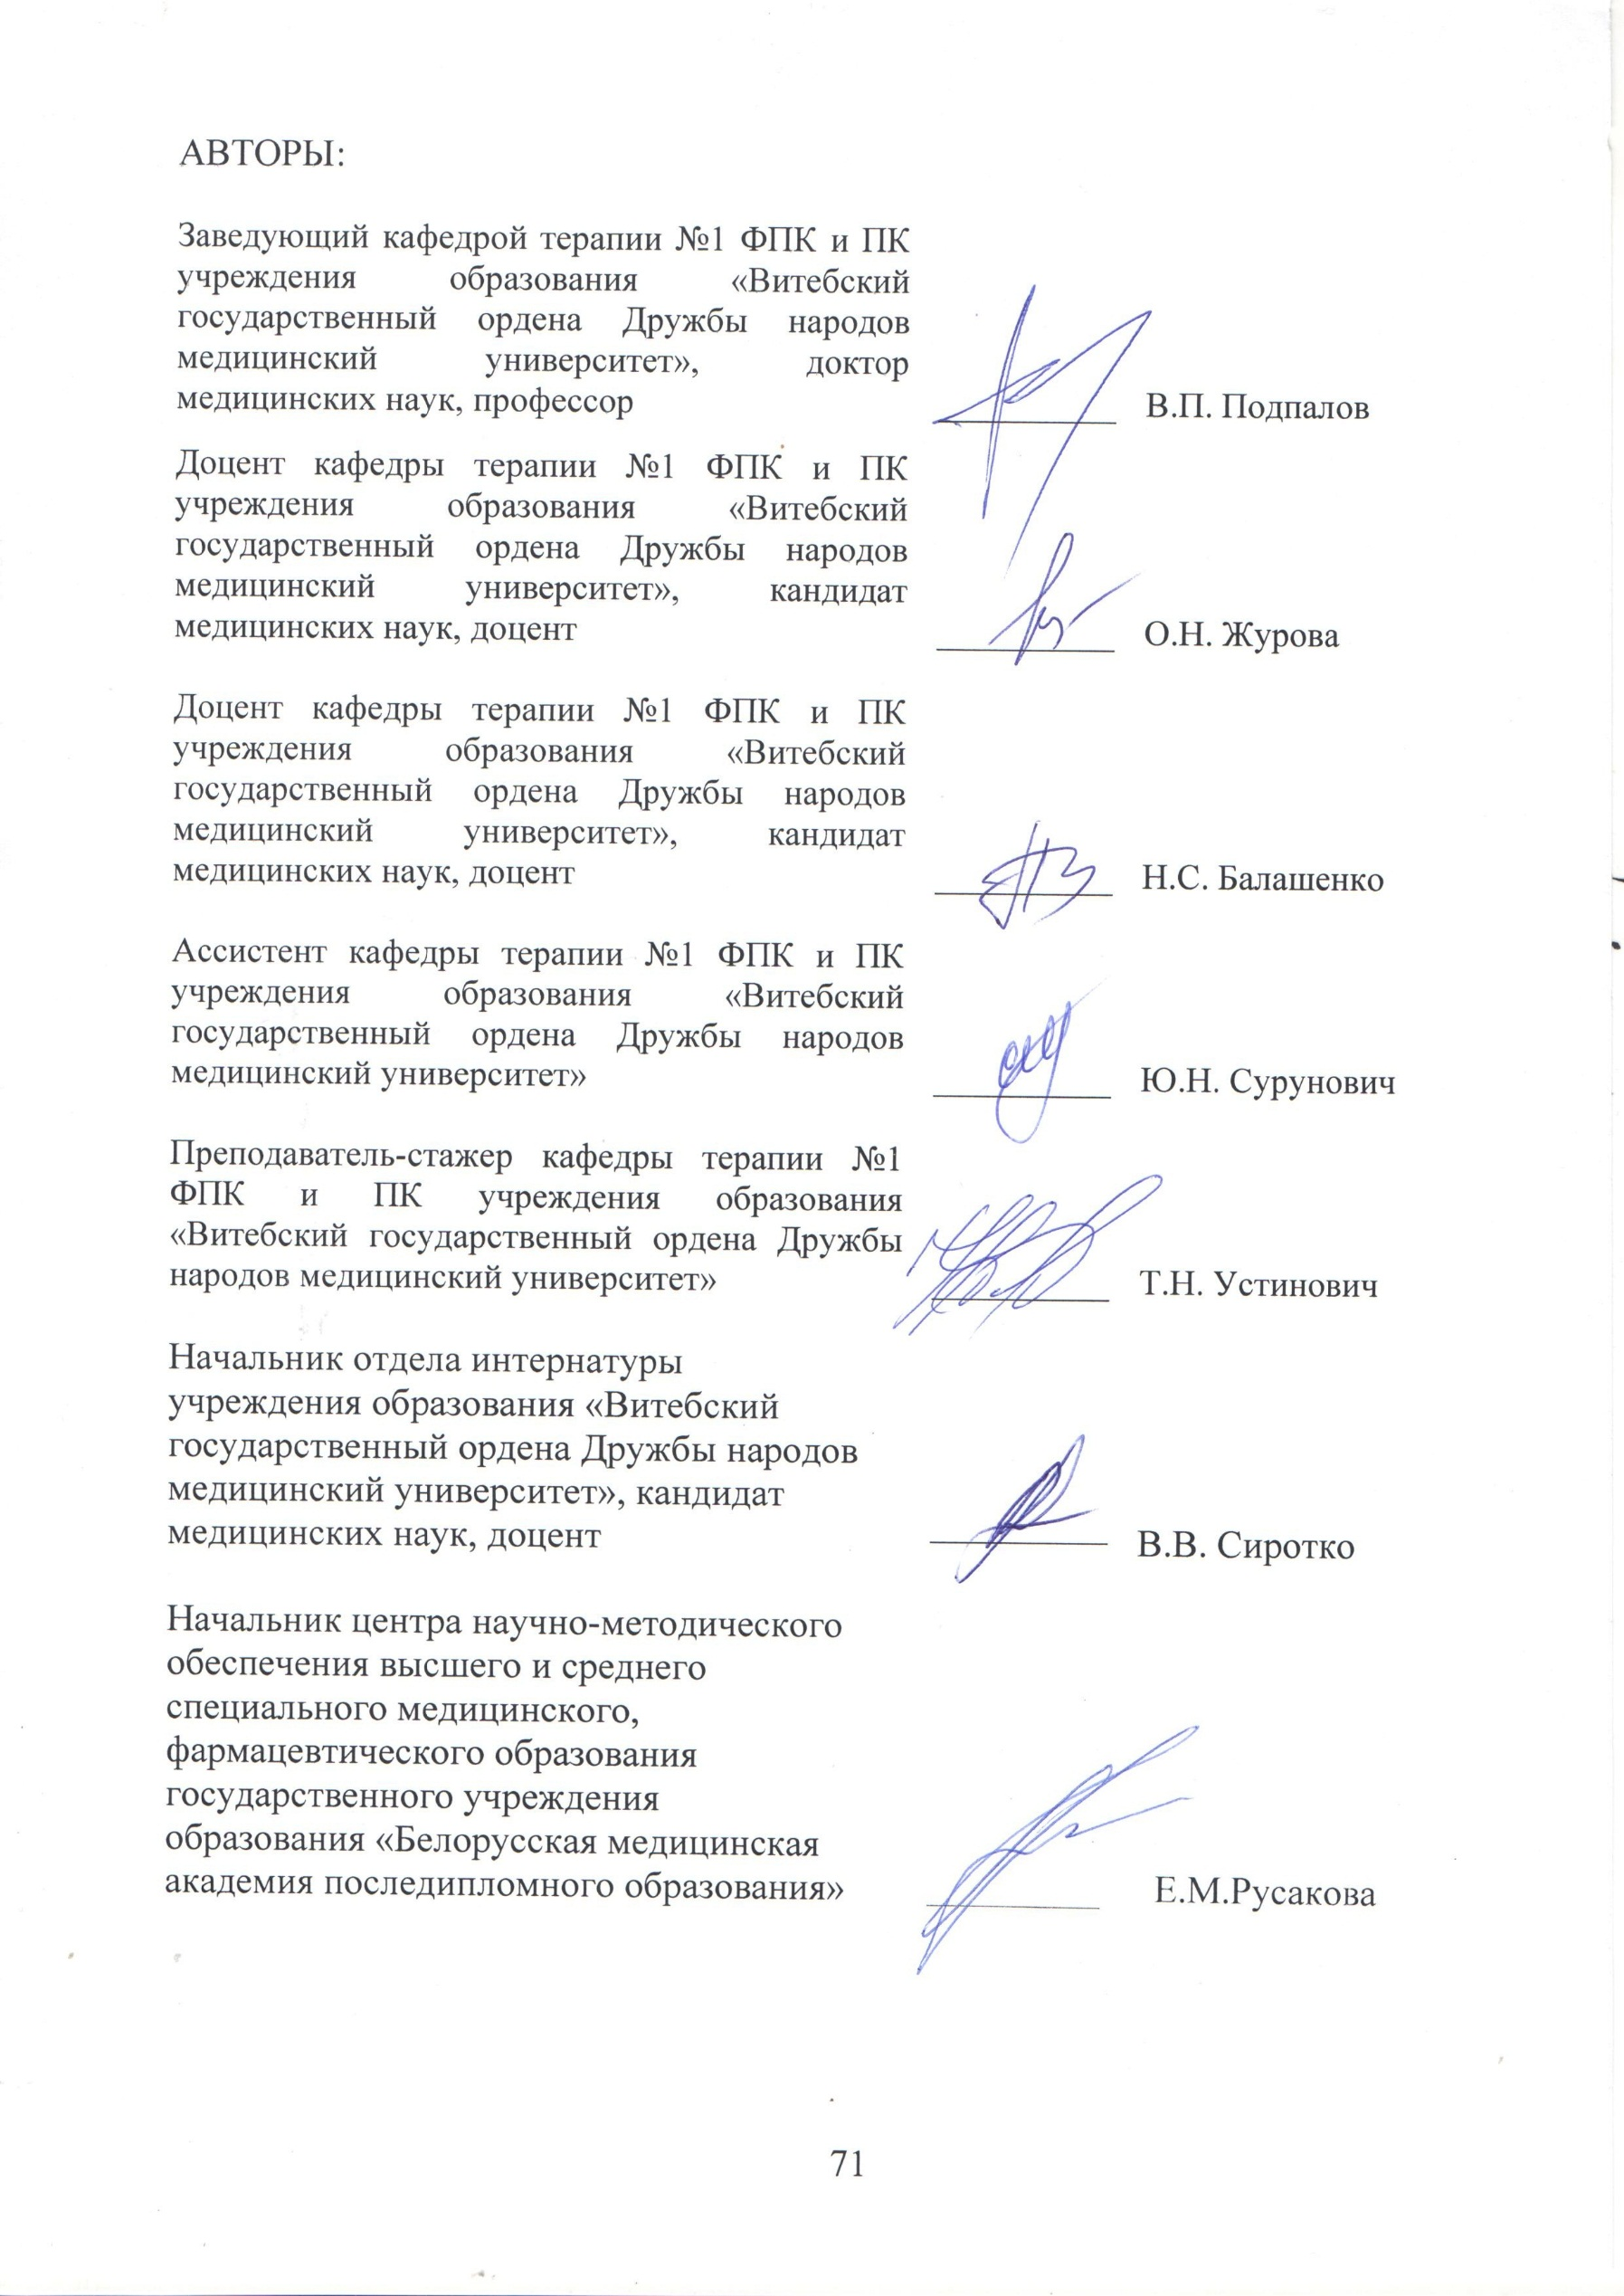 АВТОРЫ:
Заведующий кафедрой терапии №1 ФПК и ПК
учреждения образования «Витебский
государственный ордена Дружбы народов
медицинский университет», доктор
медицинских наук, профессор
В.П. Подпалов
Доцент кафедры терапии №1 ФПК и ПК
учреждения образования «Витебский
государственный ордена Дружбы народов
медицинский университет», кандидат
медицинских наук, доцент
О.Н. Журова
Доцент кафедры терапии №1 ФПК и ПК
учреждения образования «Витебский
государственный ордена Дружбы народов
медицинский университет», кандидат
медицинских наук, доцент
Н.С. Балашенко
Ассистент кафедры терапии №1 ФПК и ПК
учреждения образования «Витебский
государственный ордена Дружбы народов
медицинский университет»
Ю.Н. Сурунович
Преподаватель-стажер кафедры терапии №1
ФПК и ПК учреждения образования
«Витебский государственный ордена Дружбы
народов медицинский университет»
Т.Н. Устинович
Начальник отдела интернатуры
учреждения образования «Витебский
государственный ордена Дружбы народов
медицинский университет», кандидат
медицинских наук, доцент
В.В. Сиротко
Начальник центра научно-методического
обеспечения высшего и среднего
специального медицинского,
фармацевтического образования
государственного учреждения
образования «Белорусская медицинская
академия последипломного образования»
Е.М.Русакова
71